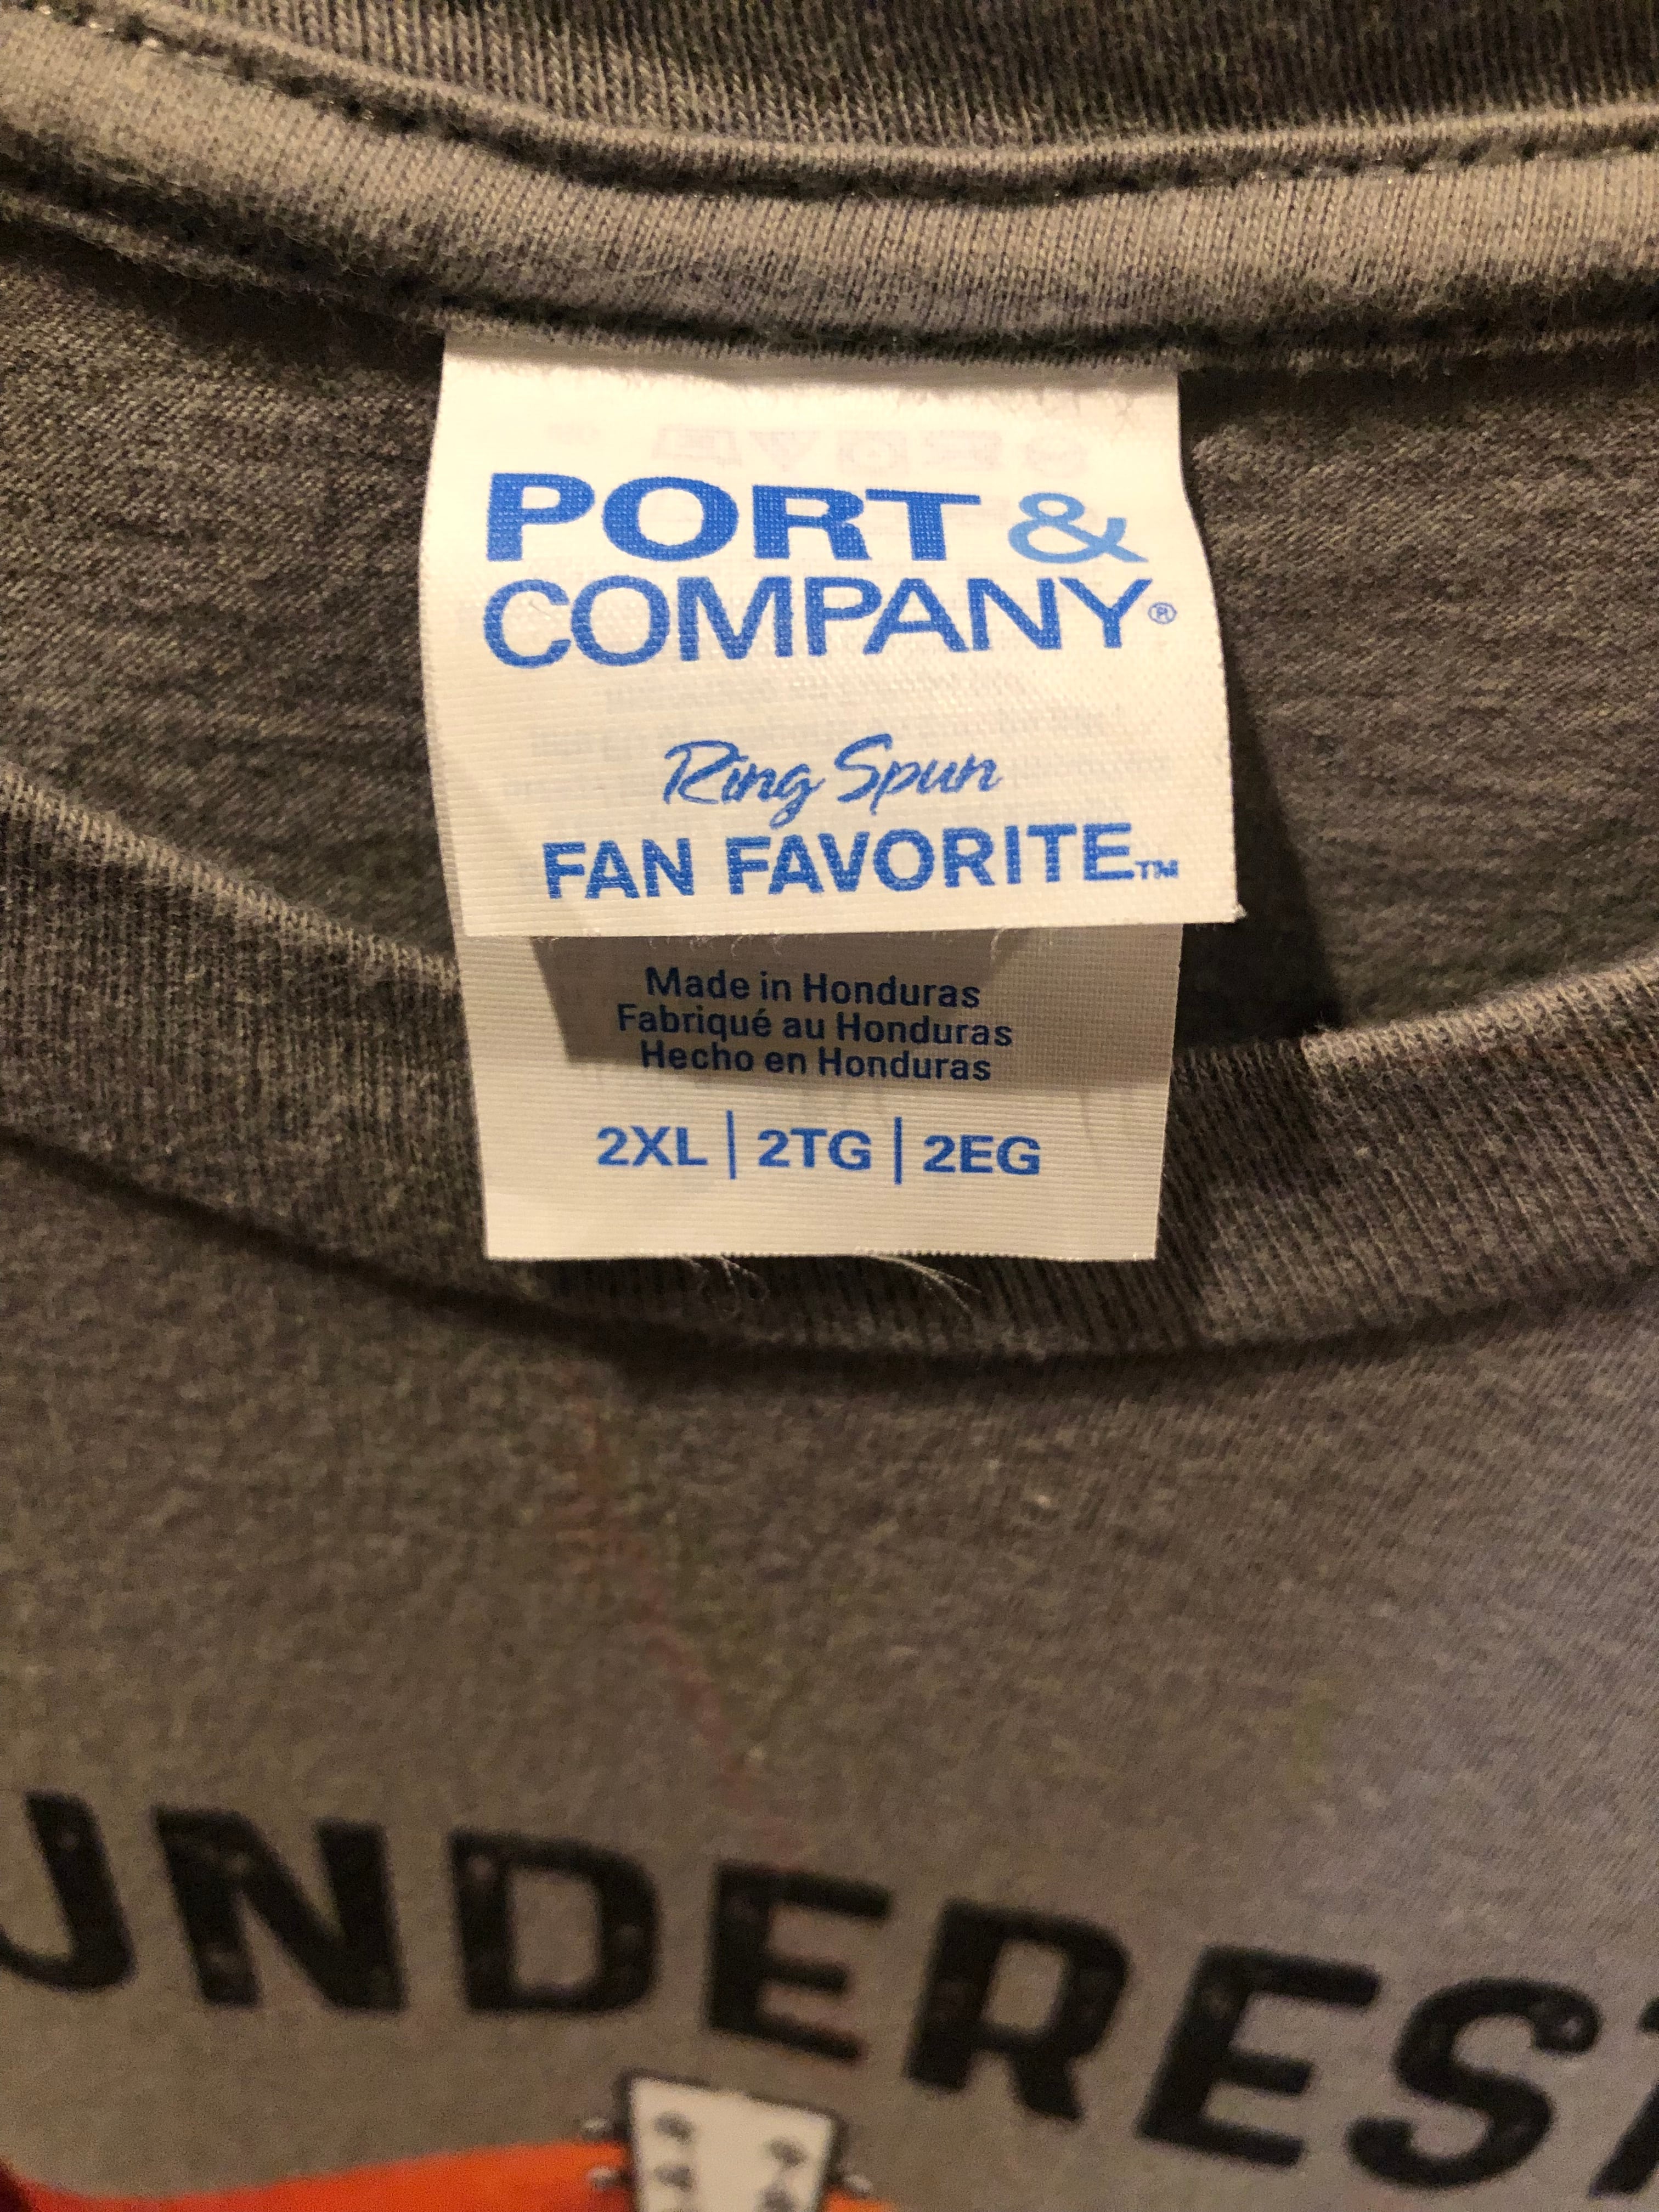 PORT &
COMPANY®
Ring Spun
FAN FAVORITE™
Made in Honduras
Fabriqué au Honduras
Hecho en Honduras
2XL | 2TG | 2EG
UNDEREST